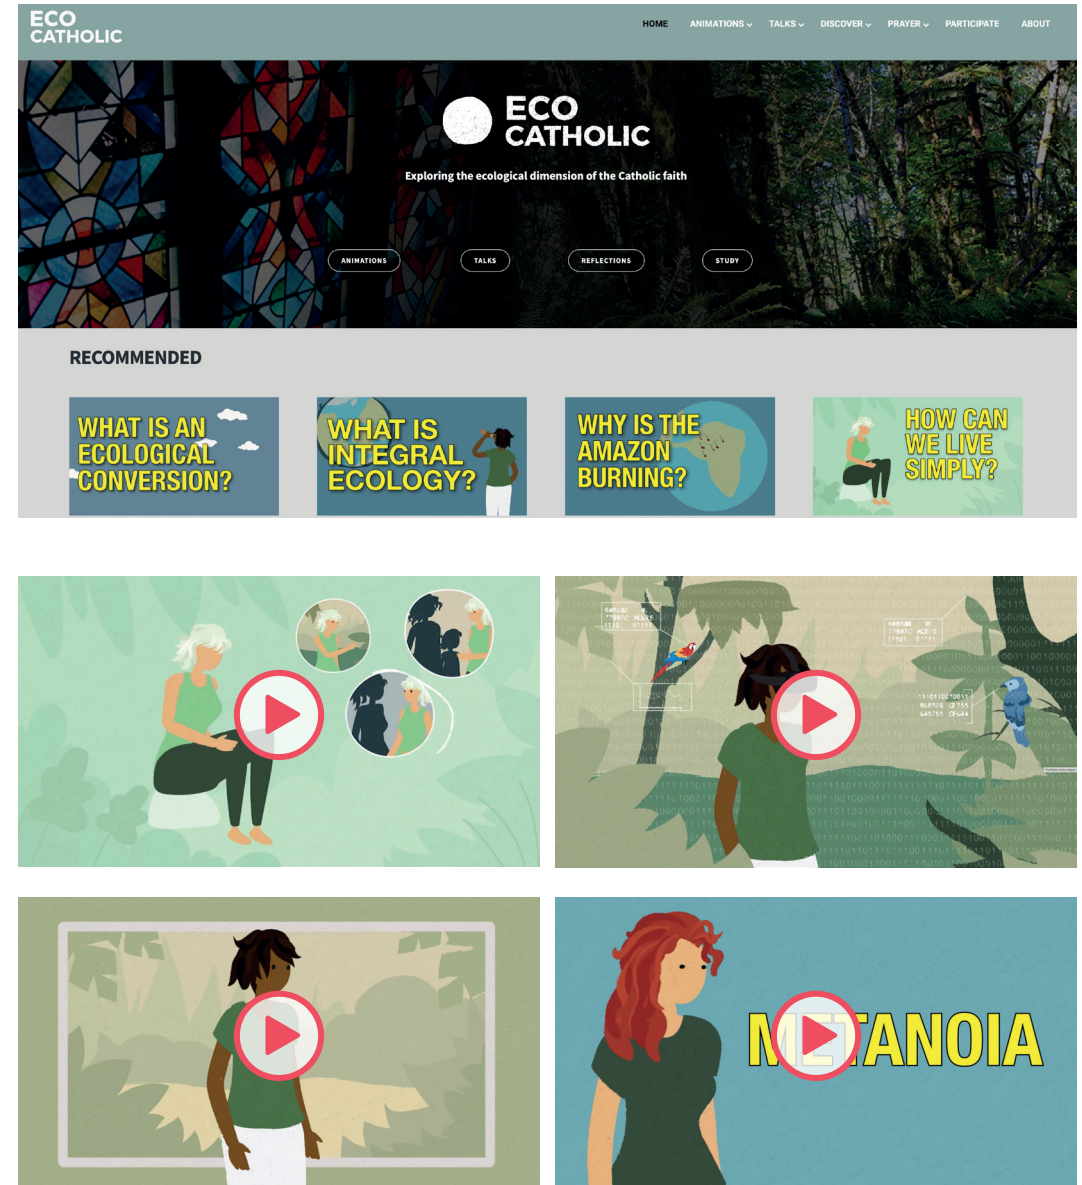 ECO
CATHOLIC
HOME ANIMATIONS TALKS DISCOVER PRAYER PARTICIPATE ABOUT
ECO
CATHOLIC
Exploring the ecological dimension of the Catholic faith
ANIMATIONS TALKS REFLECTIONS STUDY
RECOMMENDED
WHAT IS AN
ECOLOGICAL
CONVERSION?
WHAT IS
INTEGRAL
ECOLOGY?
WHY IS THE
AMAZON
BURNING?
HOW CAN
WE LIVE
SIMPLY?
METANOIA